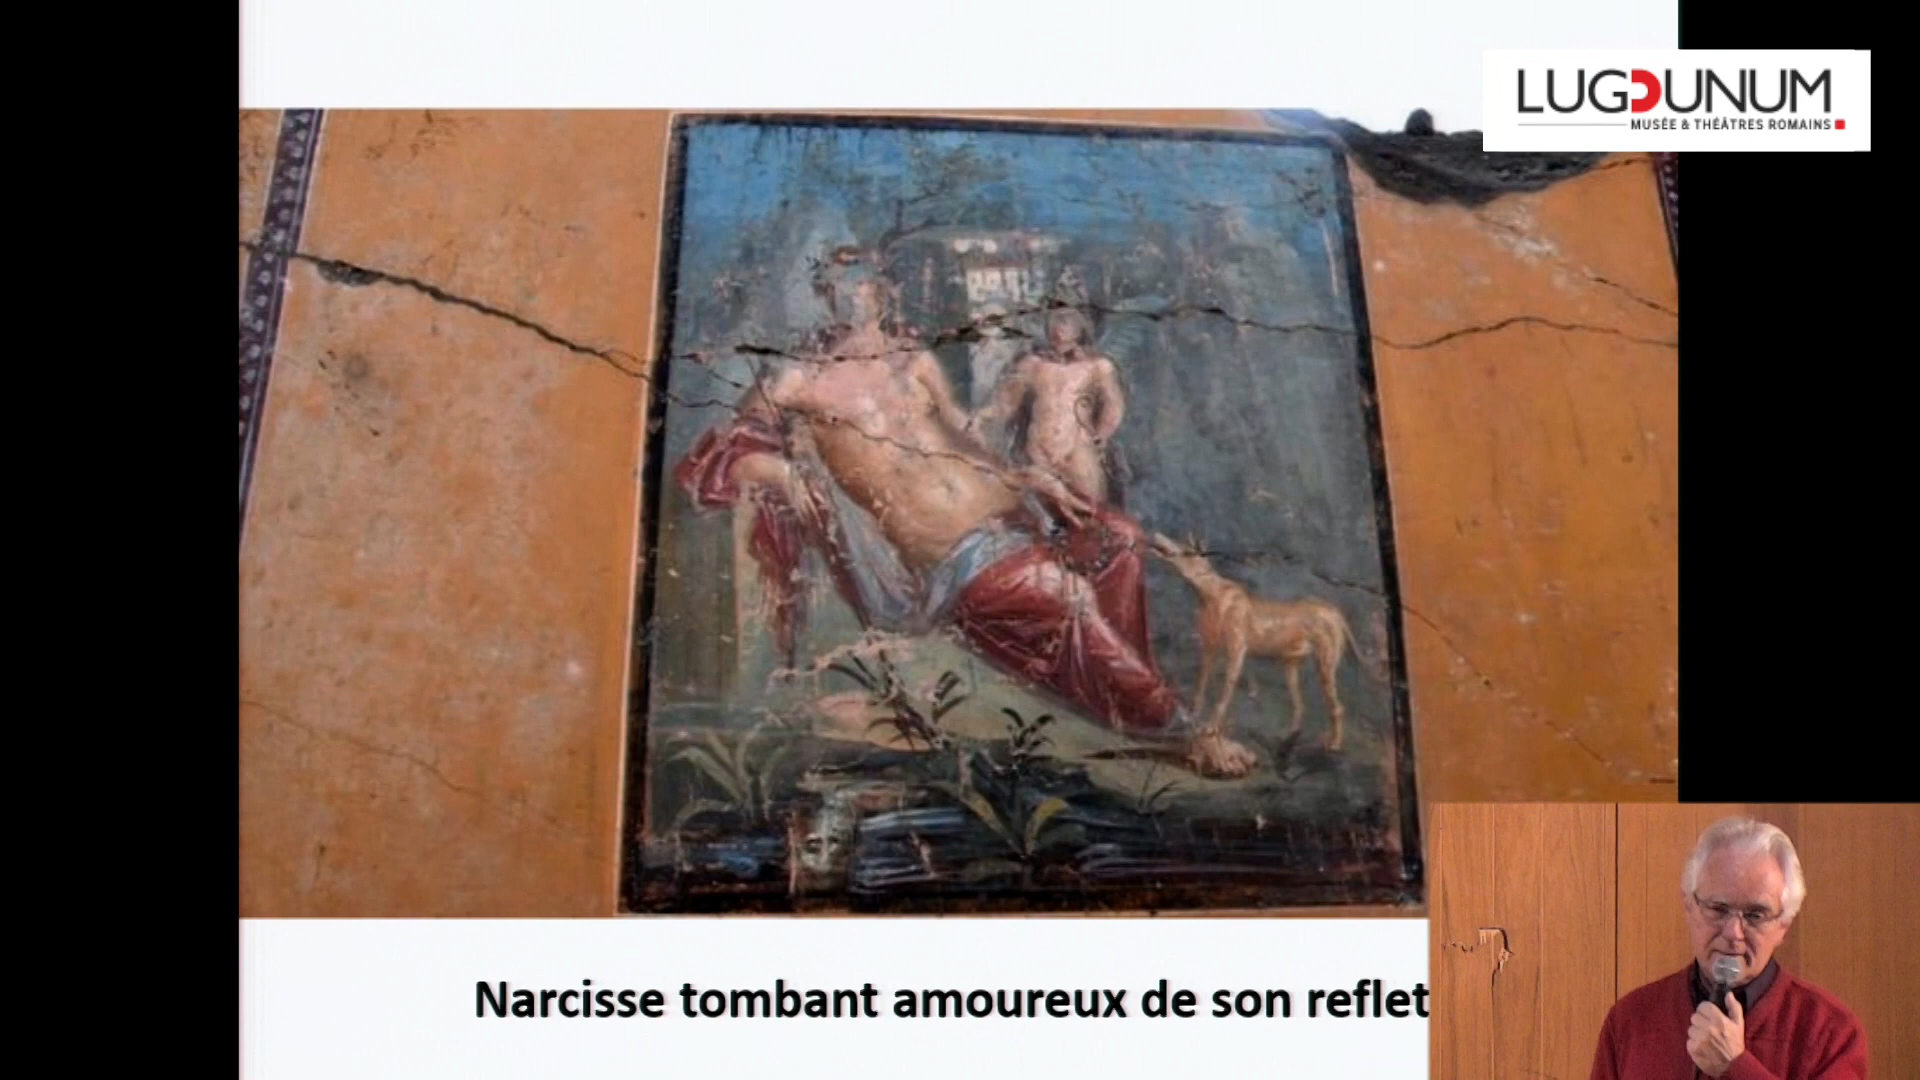 LUGDUNUM
MUSÉE & THÉÂTRES ROMAINS
Narcisse tombant amoureux de son reflet